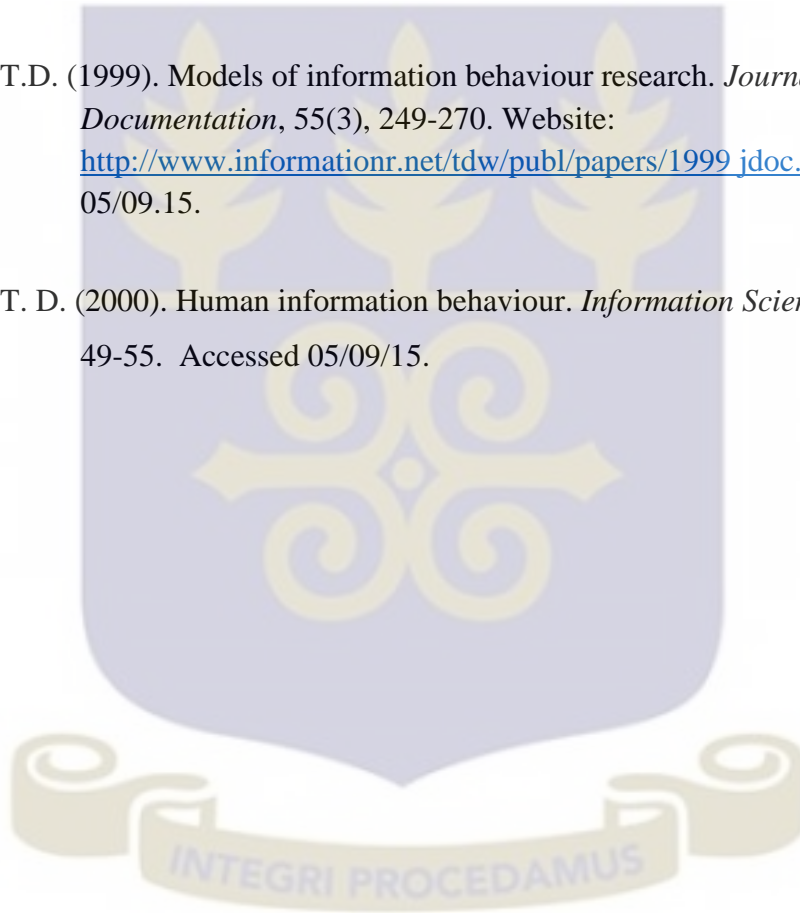 T.D. (1999). Models of information behaviour research. Journa
Documentation, 55(3), 249-270. Website:
http://www.informationr.net/tdw/publ/papers/1999 jdoc.
05/09.15.
T. D. (2000). Human information behaviour. Information Scien
49-55. Accessed 05/09/15.
INTEGRI PROCEDAMUS